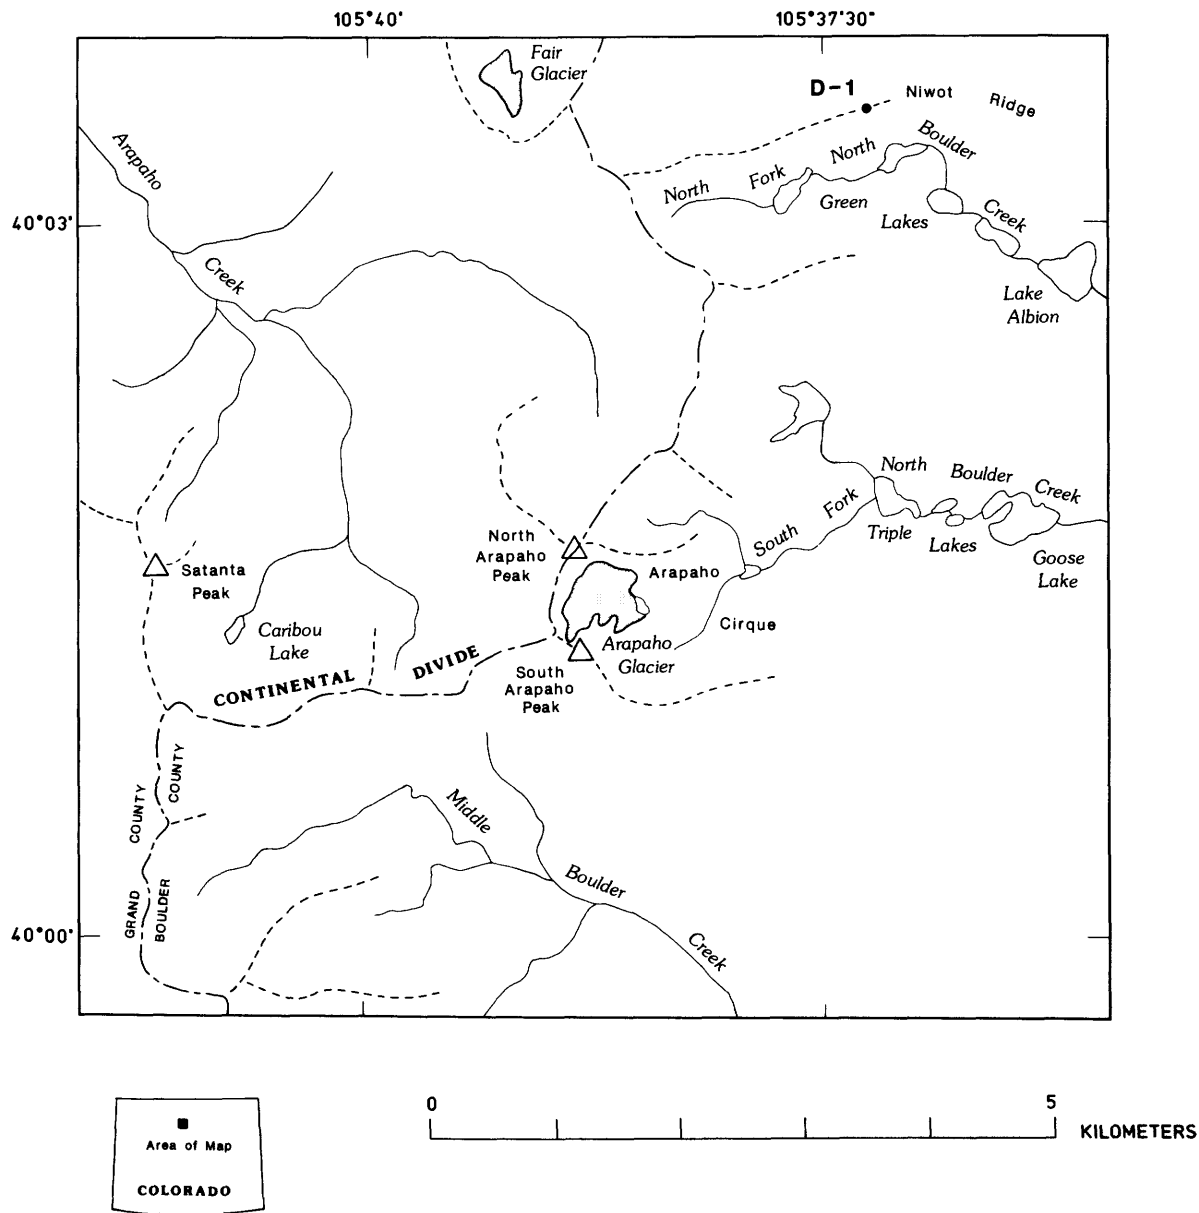 105°40'
105°37'30"
Fair
Glacier
D-1
Niwot
Ridge
Arapaho
Creek
North
Fork
North
Boulder
Creek
Green
Lakes
40°03'
Lake
Albion
North
Boulder
Creek
South
Fork
Triple
Lakes
Goose
Lake
North
Arapaho
Peak
Arapaho
Cirque
Satanta
Peak
Caribou
Lake
Arapaho
Glacier
South
Arapaho
Peak
CONTINENTAL
DIVIDE
GRAND COUNTY
BOULDER COUNTY
Middle
Boulder
Creek
40°00'
0
5
KILOMETERS
Area of Map
COLORADO